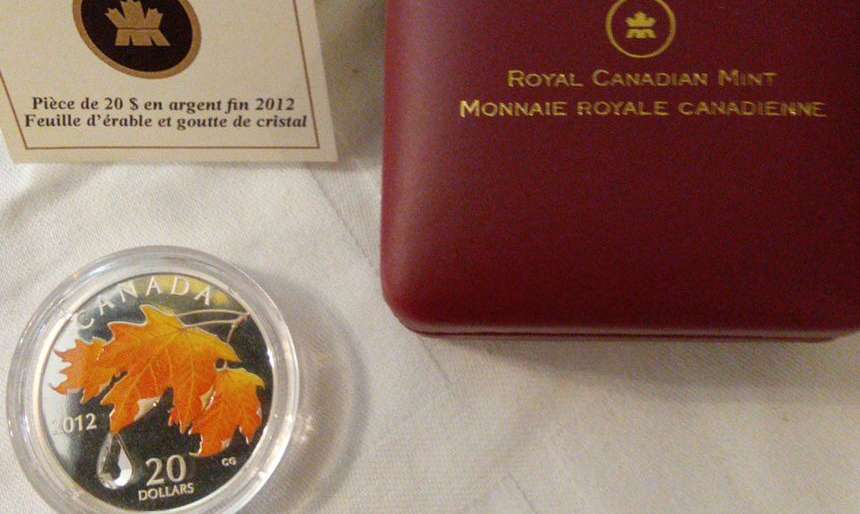 Pièce de 20 $ en argent fin 2012
Feuille d'érable et goutte de cristal
ROYAL CANADIAN MINT
MONNAIE ROYALE CANADIENNE
CANADA
2012
20
DOLLARS
CG